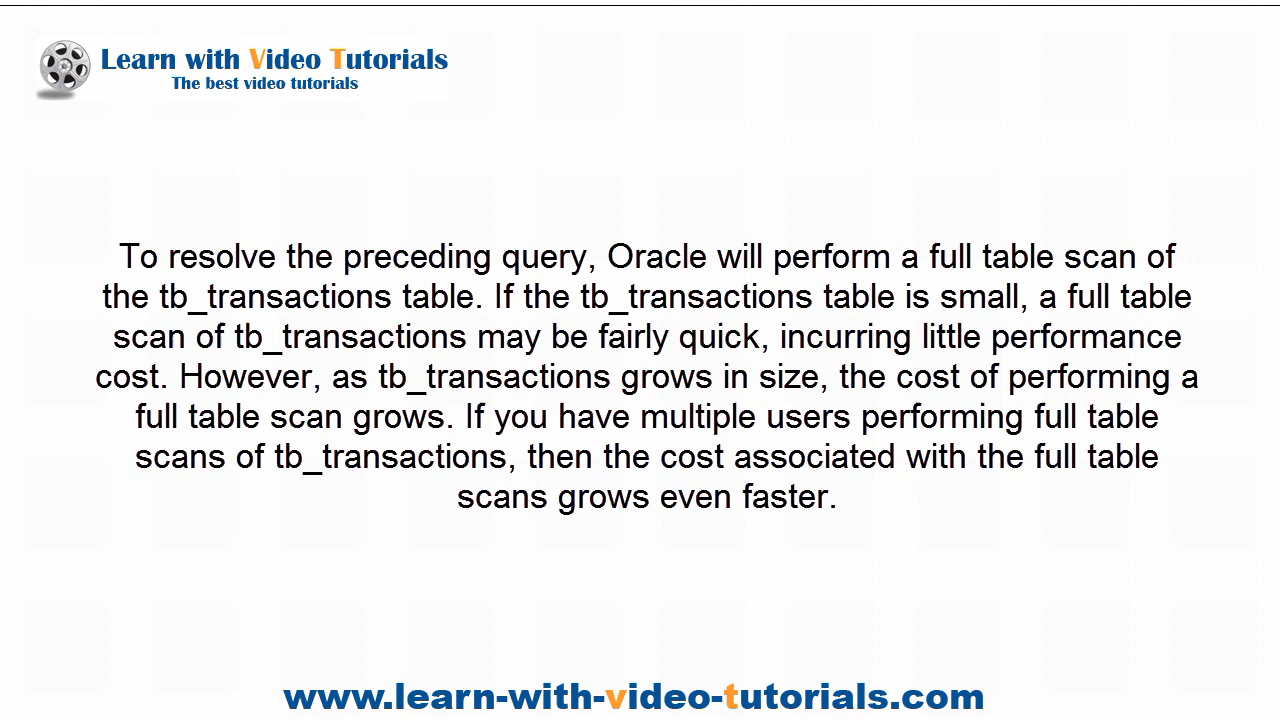 Learn with Video Tutorials
The best video tutorials
To resolve the preceding query, Oracle will perform a full table scan of
the tb_transactions table. If the tb_transactions table is small, a full table
scan of tb_transactions may be fairly quick, incurring little performance
cost. However, as tb_transactions grows in size, the cost of performing a
full table scan grows. If you have multiple users performing full table
scans of tb_transactions, then the cost associated with the full table
scans grows even faster.
www.learn-with-video-tutorials.com